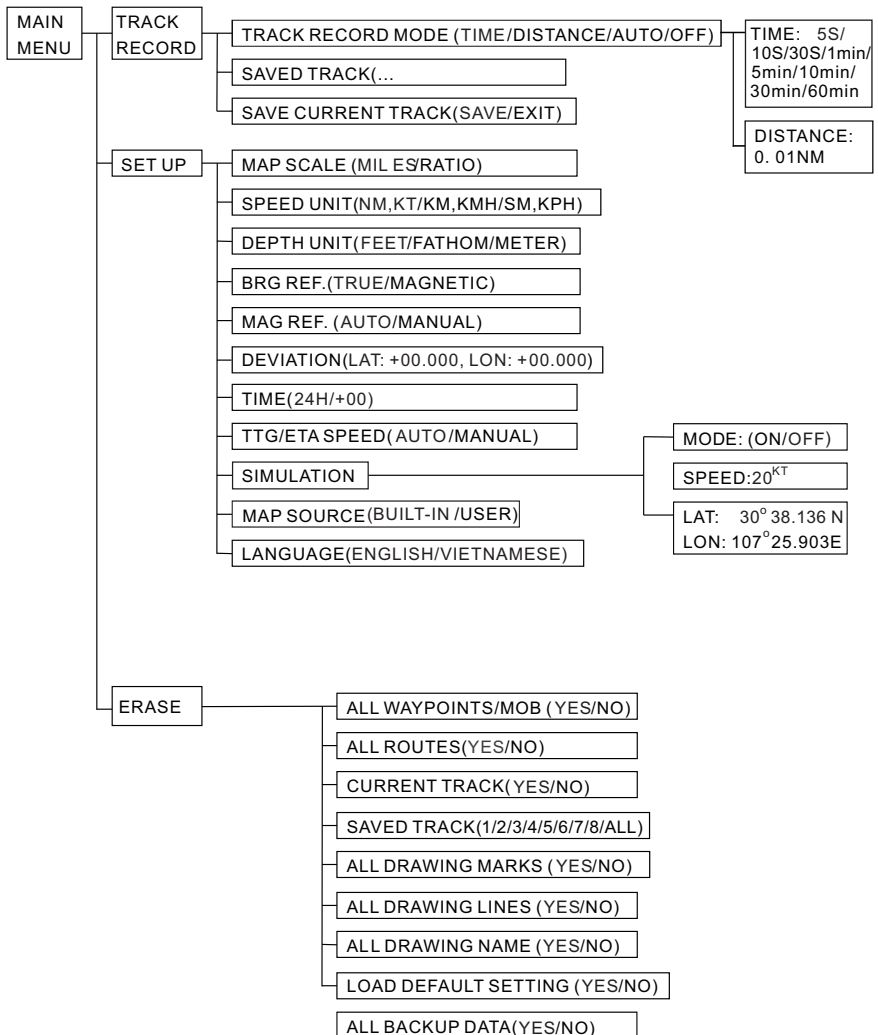 MAIN
MENU
TRACK
RECORD
TRACK RECORD MODE (TIME/DISTANCE/AUTO/OFF)
TIME: 5S/
10S/30S/1min/
5min/10min/
30min/60min
SAVED TRACK(...
SAVE CURRENT TRACK(SAVE/EXIT)
DISTANCE:
0. 01NM
SET UP
MAP SCALE (MIL ES/RATIO)
SPEED UNIT(NM,KT/KM,KMH/SM,KPH)
DEPTH UNIT(FEET/FATHOM/METER)
BRG REF.(TRUE/MAGNETIC)
MAG REF. (AUTO/MANUAL)
DEVIATION(LAT: +00.000, LON: +00.000)
TIME(24H/+00)
TTG/ETA SPEED( AUTO/MANUAL)
SIMULATION
MODE: (ON/OFF)
SPEED:20KT
LAT: 30° 38.136 N
LON: 107°25.903E
MAP SOURCE(BUILT-IN /USER)
LANGUAGE(ENGLISH/VIETNAMESE)
ERASE
ALL WAYPOINTS/MOB ( YES/NO)
ALL ROUTES(YES/NO)
CURRENT TRACK( YES/NO)
SAVED TRACK(1/2/3/4/5/6/7/8/ALL)
ALL DRAWING MARKS ( YES/NO)
ALL DRAWING LINES ( YES/NO)
ALL DRAWING NAME ( YES/NO)
LOAD DEFAULT SETTING ( YES/NO)
ALL BACKUP DATA(YES/NO)